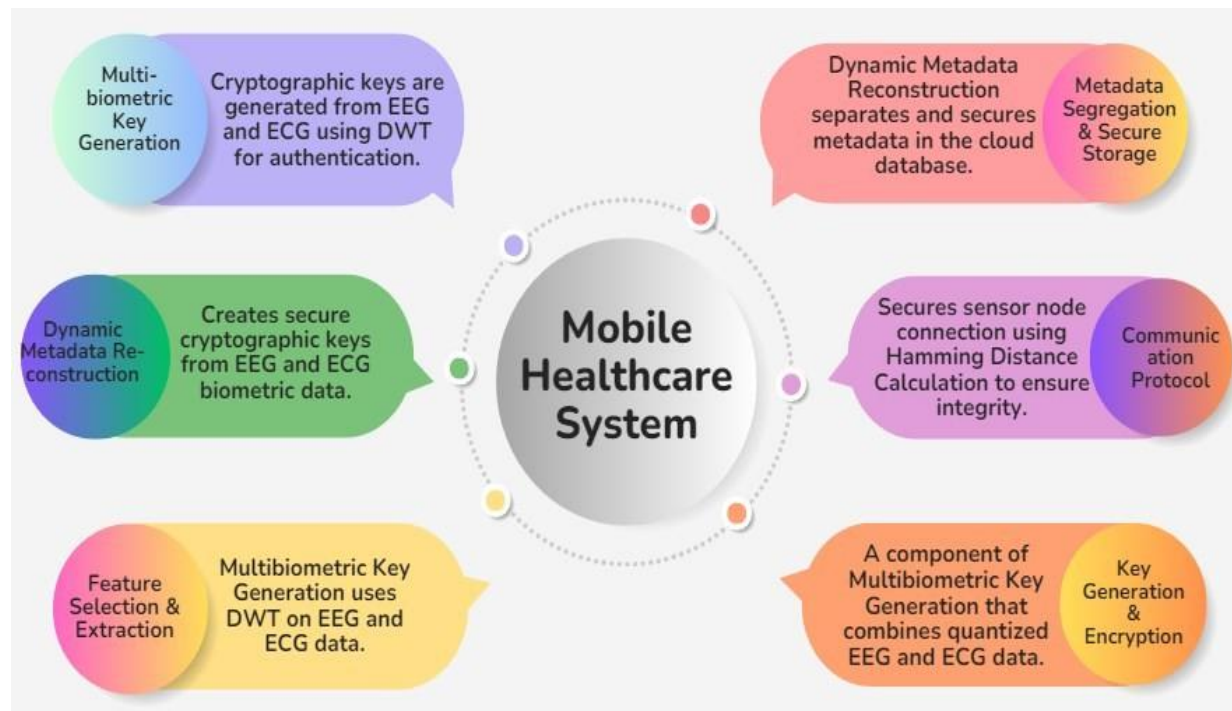 Multi-
biometric
Key
Generation
Cryptographic keys are
generated from EEG
and ECG using DWT
for authentication.
Dynamic Metadata
Reconstruction
separates and secures
metadata in the cloud
database.
Metadata
Segregation
& Secure
Storage
Dynamic
Metadata Re-
construction
Creates secure
cryptographic keys
from EEG and ECG
biometric data.
Mobile
Healthcare
System
Secures sensor node
connection using
Hamming Distance
Calculation to ensure
integrity.
Communic
ation
Protocol
Feature
Selection &
Extraction
Multibiometric Key
Generation uses
DWT on EEG and
ECG data.
A component of
Multibiometric Key
Generation that
combines quantized
EEG and ECG data.
Key
Generation
&
Encryption